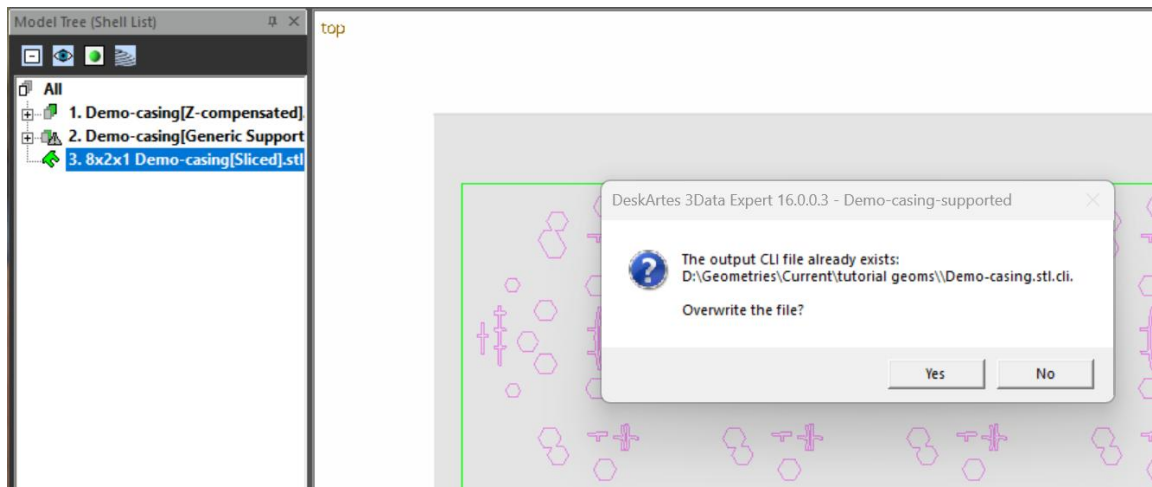 Model Tree (Shell List)
All
1. Demo-casing[Z-compensated].
2. Demo-casing[Generic Support
3. 8x2x1 Demo-casing[Sliced].stl
top
DeskArtes 3Data Expert 16.0.0.3 - Demo-casing-supported
The output CLI file already exists:
D:\Geometries\Current\tutorial geoms\\Demo-casing.stl.cli.
Overwrite the file?
Yes
No